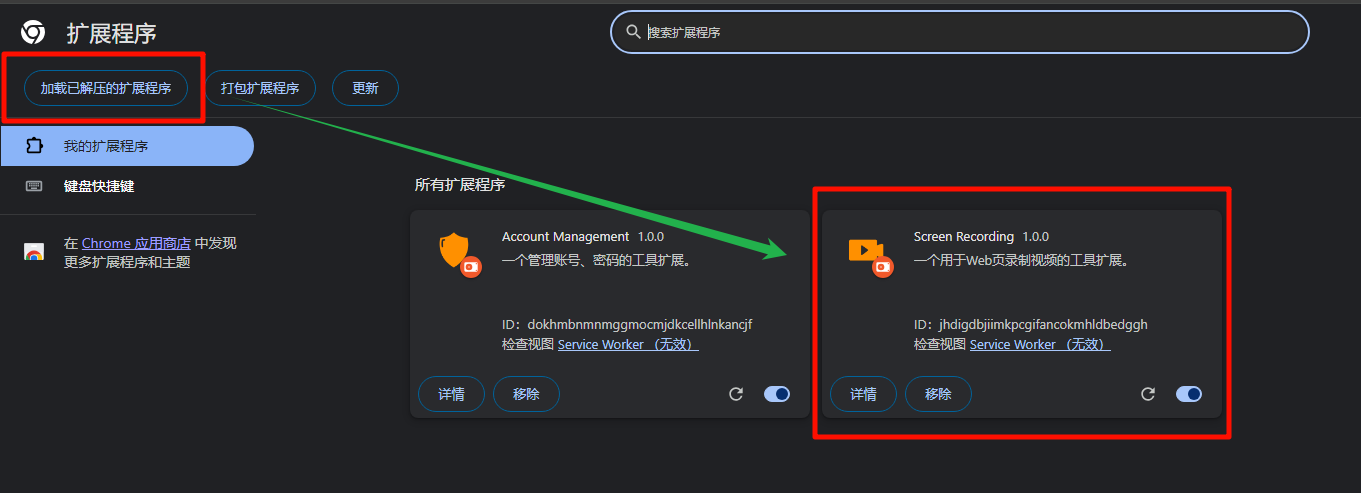 扩展程序
搜索扩展程序
加载已解压的扩展程序
打包扩展程序
更新
我的扩展程序
键盘快捷键
在 Chrome 应用商店 中发现
更多扩展程序和主题
所有扩展程序
Account Management 1.0.0
一个管理账号、密码的工具扩展。
ID：dokhmbnmnmggmocmjdkcellhlnkancjf
检查视图 Service Worker （无效）
详情
移除
Screen Recording 1.0.0
一个用于Web页录制视频的工具扩展。
ID：jhdigdbjiimkpcgifancokmhldbedggh
检查视图 Service Worker （无效）
详情
移除